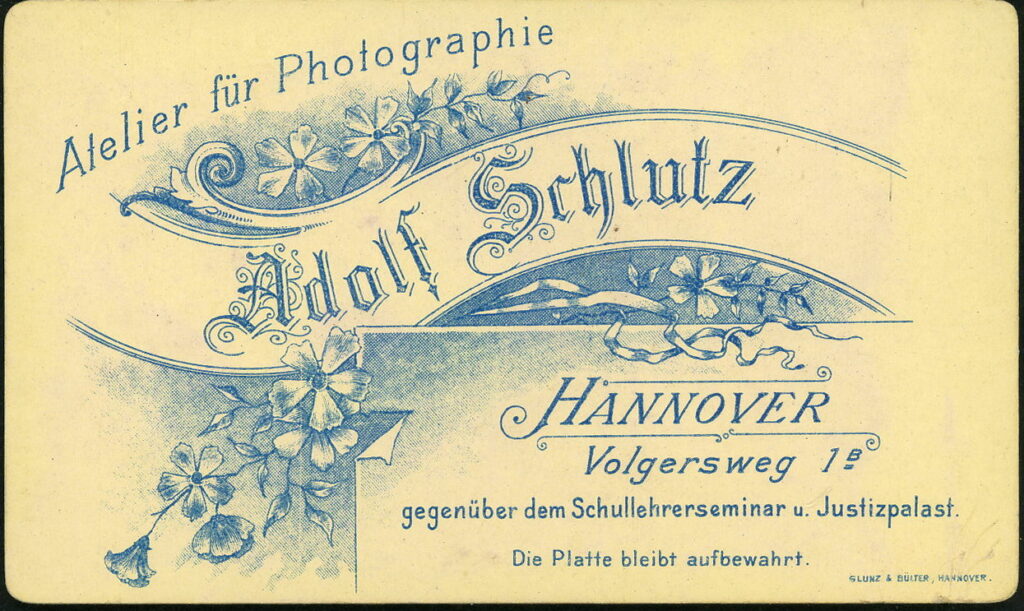 Atelier für Photographie
Adolf Schlutz
HANNOVER
Volgersweg 1B
gegenüber dem Schullehrerseminar u. Justizpalast.
Die Platte bleibt aufbewahrt.
GLUNZ & BÜLTER, HANNOVER.